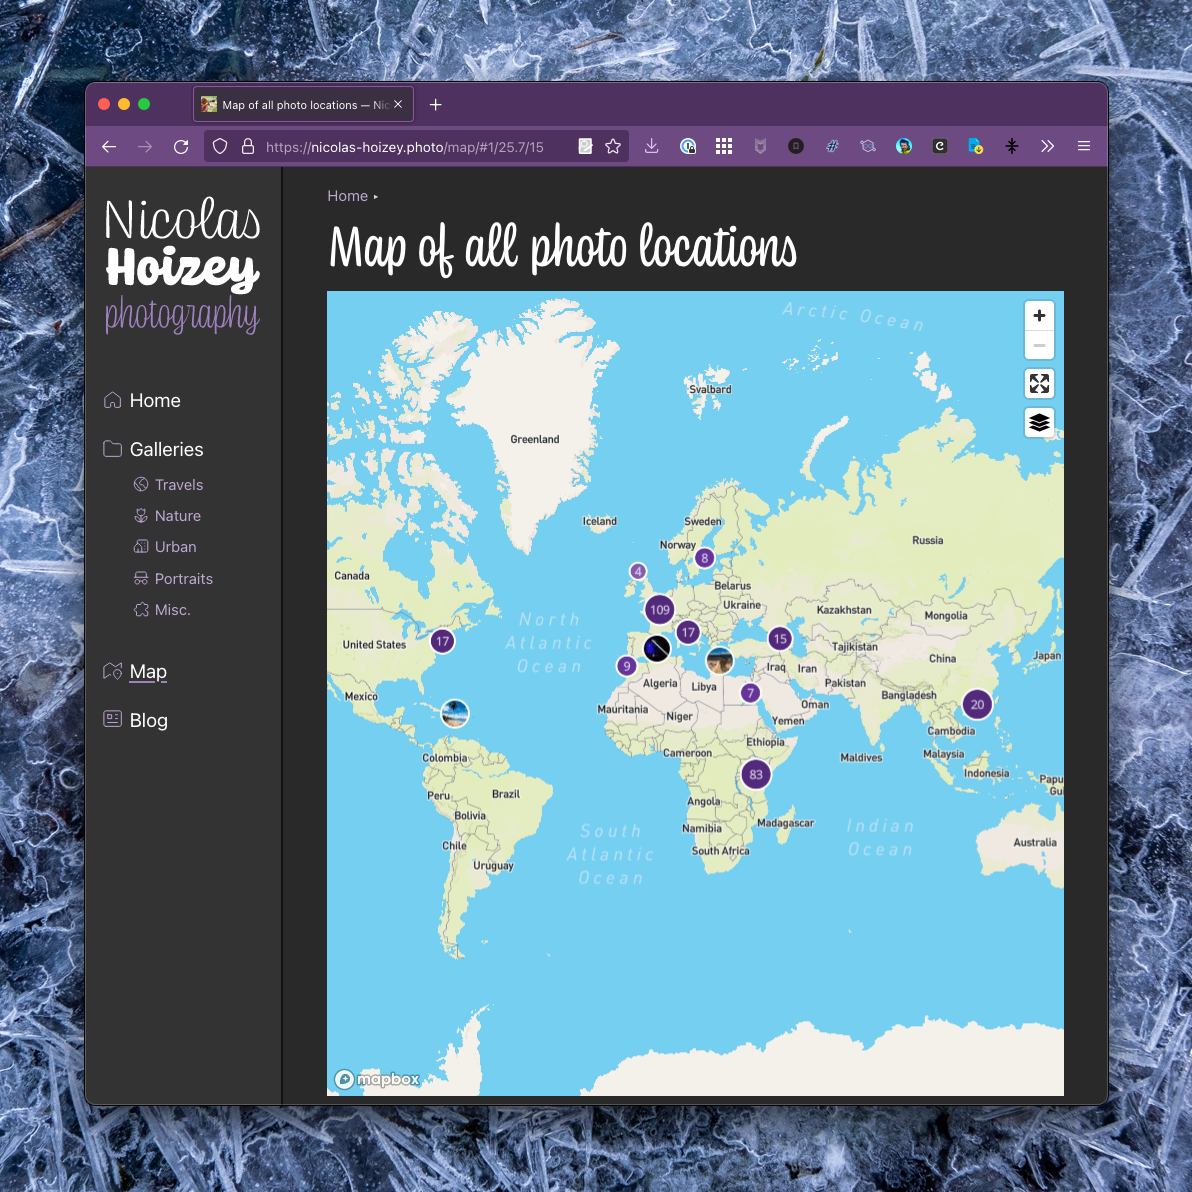 Map of all photo locations — Nic
https://nicolas-hoizey.photo/map/#1/25.7/15
Nicolas
Hoizey
photography
Home
Galleries
Travels
Nature
Urban
Portraits
Misc.
Map
Blog
Home ▸
Map of all photo locations
Arctic Ocean
Svalbard
Greenland
Iceland
Sweden
Norway
Russia
8
4
Canada
Belarus
109
Ukraine
Kazakhstan
Mongolia
North
Atlantic
Ocean
United States
17
17
15
Tajikistan
China
Japan
9
Iraq
Iran
Algeria
Libya
7
Pakistan
Mexico
Bangladesh
Oman
20
Mauritania
Niger
Yemen
Cambodia
Colombia
Cameroon
Ethiopia
Maldives
Malaysia
Indonesia
83
Papu
Gu
Peru
Brazil
Angola
Bolivia
Namibia
Madagascar
South
Atlantic
Ocean
Indian
Ocean
Chile
South Africa
Australia
Uruguay
mapbox